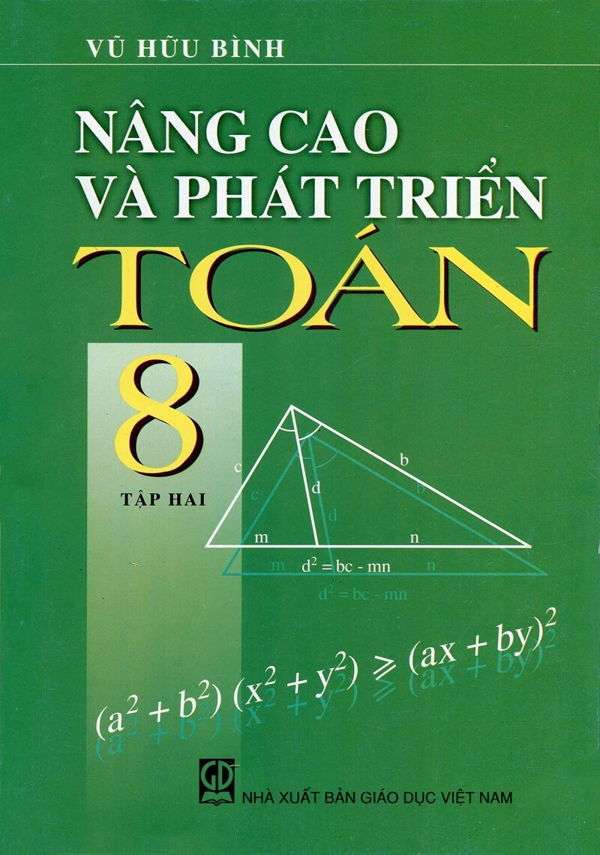 VŨ HỮU BÌNH
NÂNG CAO
VÀ PHÁT TRIỂN
TOÁN
8
TẬP HAI
c
d
b
m
n
d² = bc - mn
(a² + b²) (x² + y²) ⩾ (ax + by)²
GD
NHÀ XUẤT BẢN GIÁO DỤC VIỆT NAM